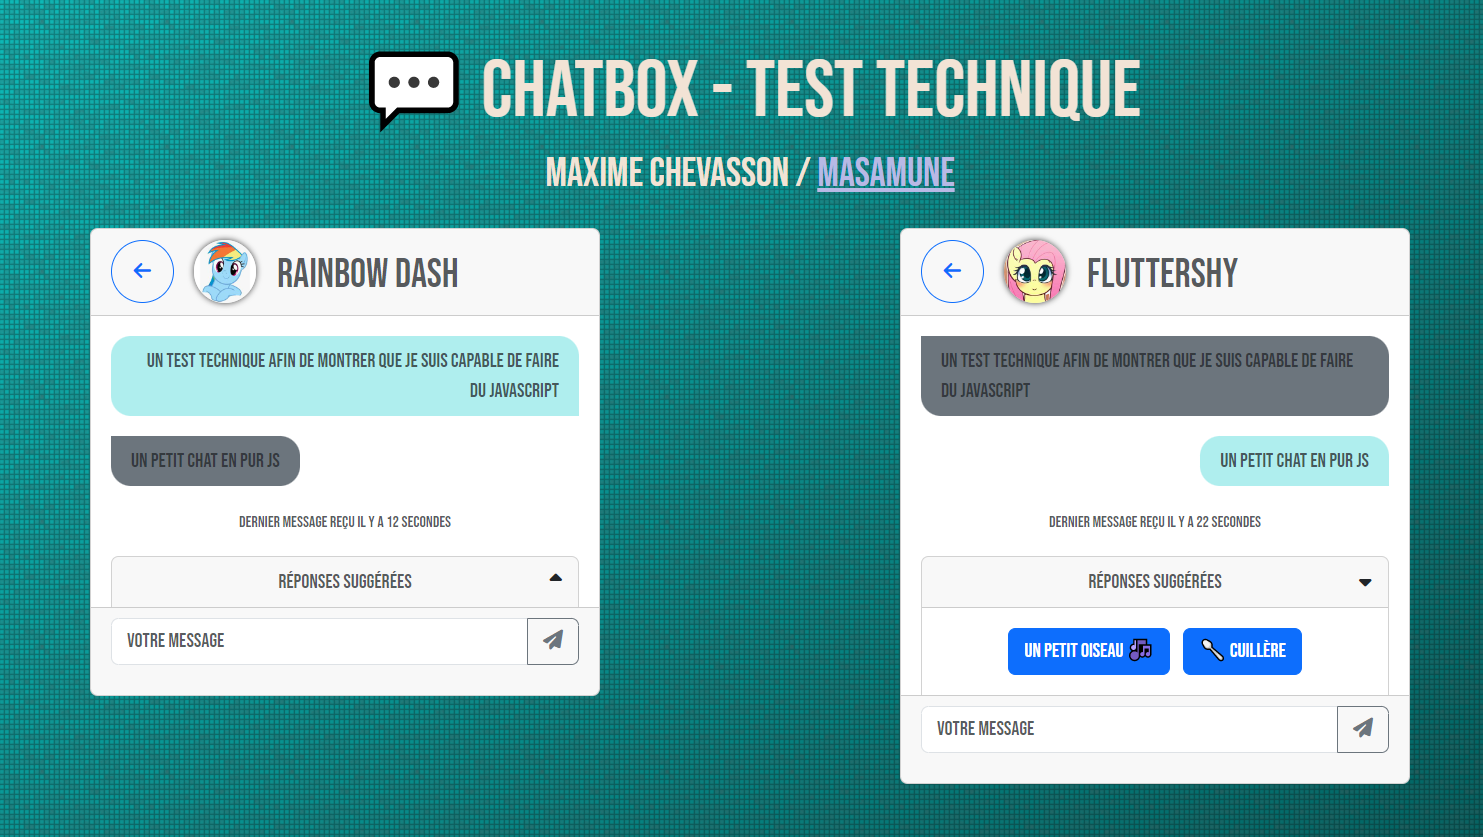 CHATBOX - TEST TECHNIQUE
MAXIME CHEVASSON / MASAMUNE
RAINBOW DASH
UN TEST TECHNIQUE AFIN DE MONTRER QUE JE SUIS CAPABLE DE FAIRE
DU JAVASCRIPT
UN PETIT CHAT EN PUR JS
DERNIER MESSAGE REÇU IL Y A 12 SECONDES
RÉPONSES SUGGÉRÉES
VOTRE MESSAGE
FLUTTERSHY
UN TEST TECHNIQUE AFIN DE MONTRER QUE JE SUIS CAPABLE DE FAIRE
DU JAVASCRIPT
UN PETIT CHAT EN PUR JS
DERNIER MESSAGE REÇU IL Y A 22 SECONDES
RÉPONSES SUGGÉRÉES
UN PETIT OISEAU
CUILLÈRE
VOTRE MESSAGE